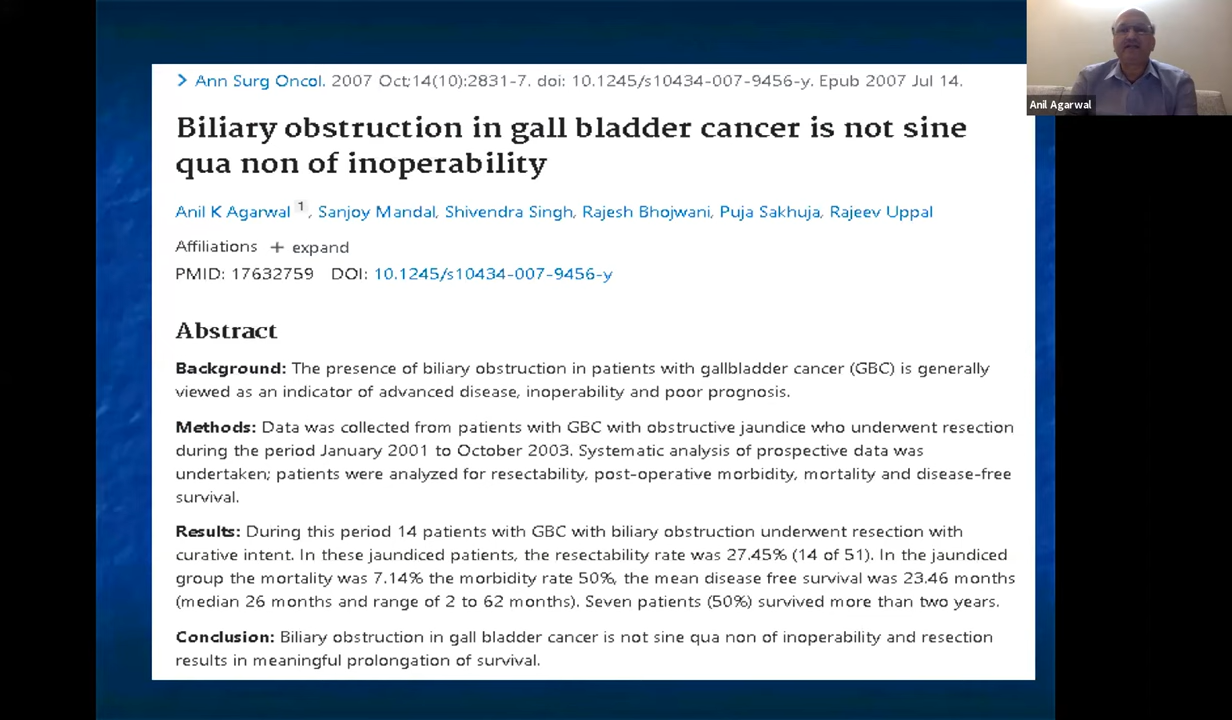 > Ann Surg Oncol. 2007 Oct;14(10):2831-7. doi: 10.1245/s10434-007-9456-y. Epub 2007 Jul 14.
Anil Agarwal
Biliary obstruction in gall bladder cancer is not sine
qua non of inoperability
Anil K Agarwal 1, Sanjoy Mandal, Shivendra Singh, Rajesh Bhojwani, Puja Sakhuja, Rajeev Uppal
Affiliations + expand
PMID: 17632759 DOI: 10.1245/s10434-007-9456-y
Abstract
Background: The presence of biliary obstruction in patients with gallbladder cancer (GBC) is generally
viewed as an indicator of advanced disease, inoperability and poor prognosis.
Methods: Data was collected from patients with GBC with obstructive jaundice who underwent resection
during the period January 2001 to October 2003. Systematic analysis of prospective data was
undertaken; patients were analyzed for resectability, post-operative morbidity, mortality and disease-free
survival.
Results: During this period 14 patients with GBC with biliary obstruction underwent resection with
curative intent. In these jaundiced patients, the resectability rate was 27.45% (14 of 51). In the jaundiced
group the mortality was 7.14% the morbidity rate 50%, the mean disease free survival was 23.46 months
(median 26 months and range of 2 to 62 months). Seven patients (50%) survived more than two years.
Conclusion: Biliary obstruction in gall bladder cancer is not sine qua non of inoperability and resection
results in meaningful prolongation of survival.